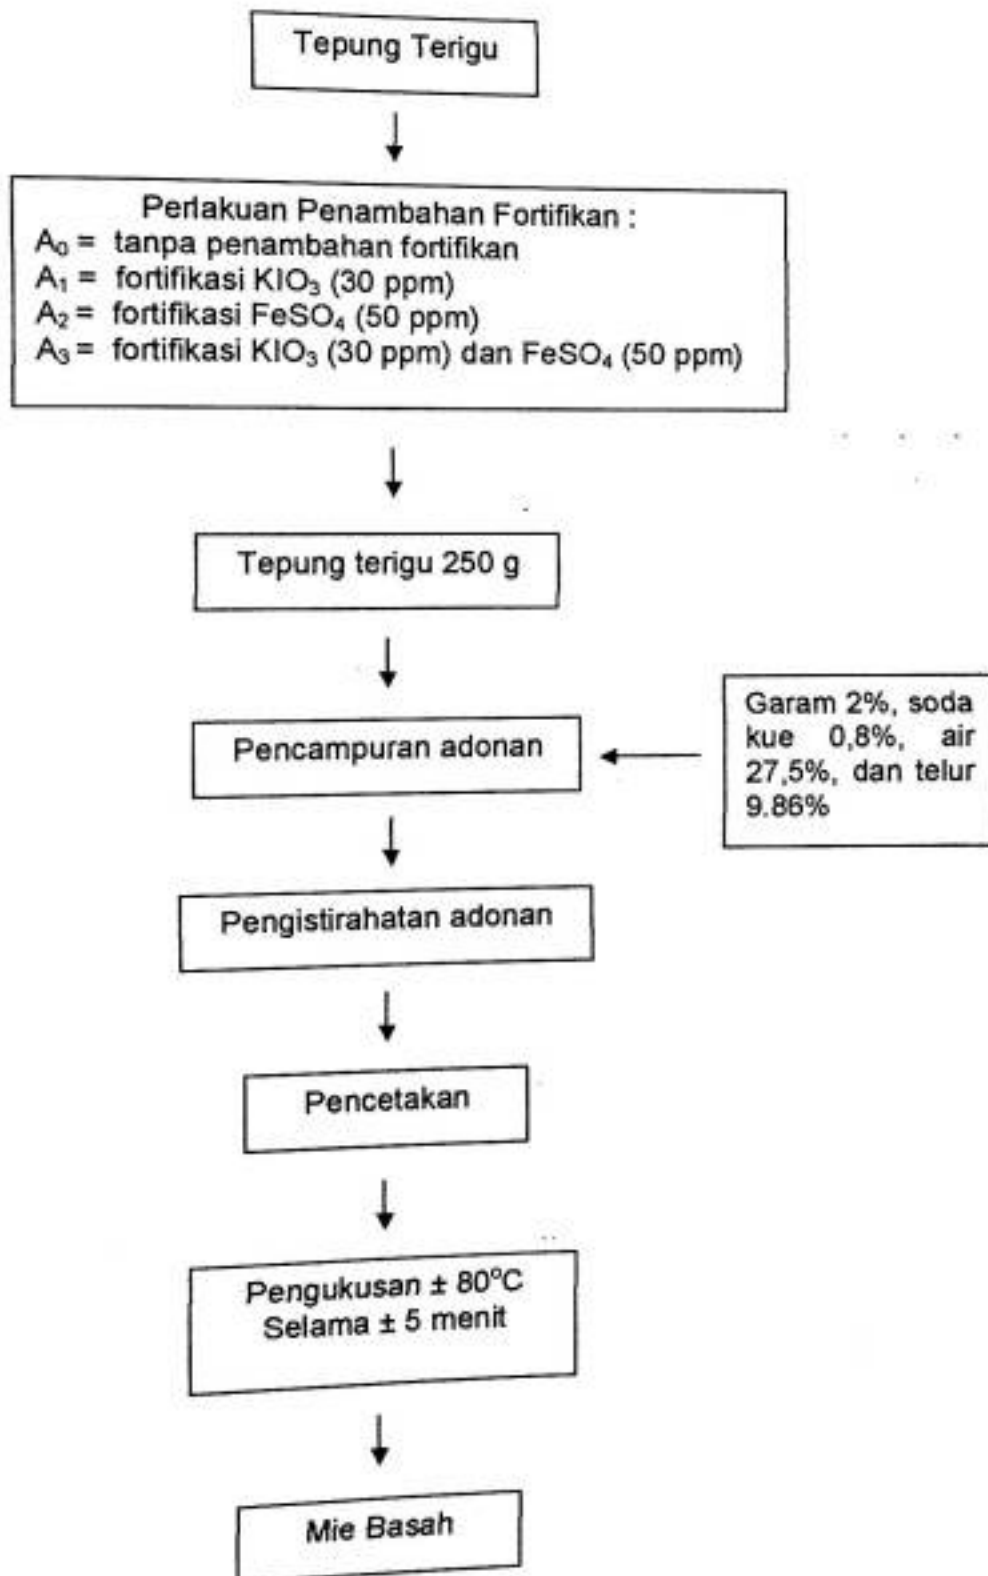 Tepung Terigu
Perlakuan Penambahan Fortifikan :
A₀ = tanpa penambahan fortifikan
A₁ = fortifikasi KIO₃ (30 ppm)
A₂ = fortifikasi FeSO₄ (50 ppm)
A₃ = fortifikasi KIO₃ (30 ppm) dan FeSO₄ (50 ppm)
Tepung terigu 250 g
Pencampuran adonan
Garam 2%, soda
kue 0,8%, air
27,5%, dan telur
9.86%
Pengistirahatan adonan
Pencetakan
Pengukusan ± 80°C
Selama ± 5 menit
Mie Basah